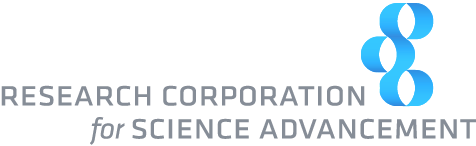 RESEARCH CORPORATION
for SCIENCE ADVANCEMENT